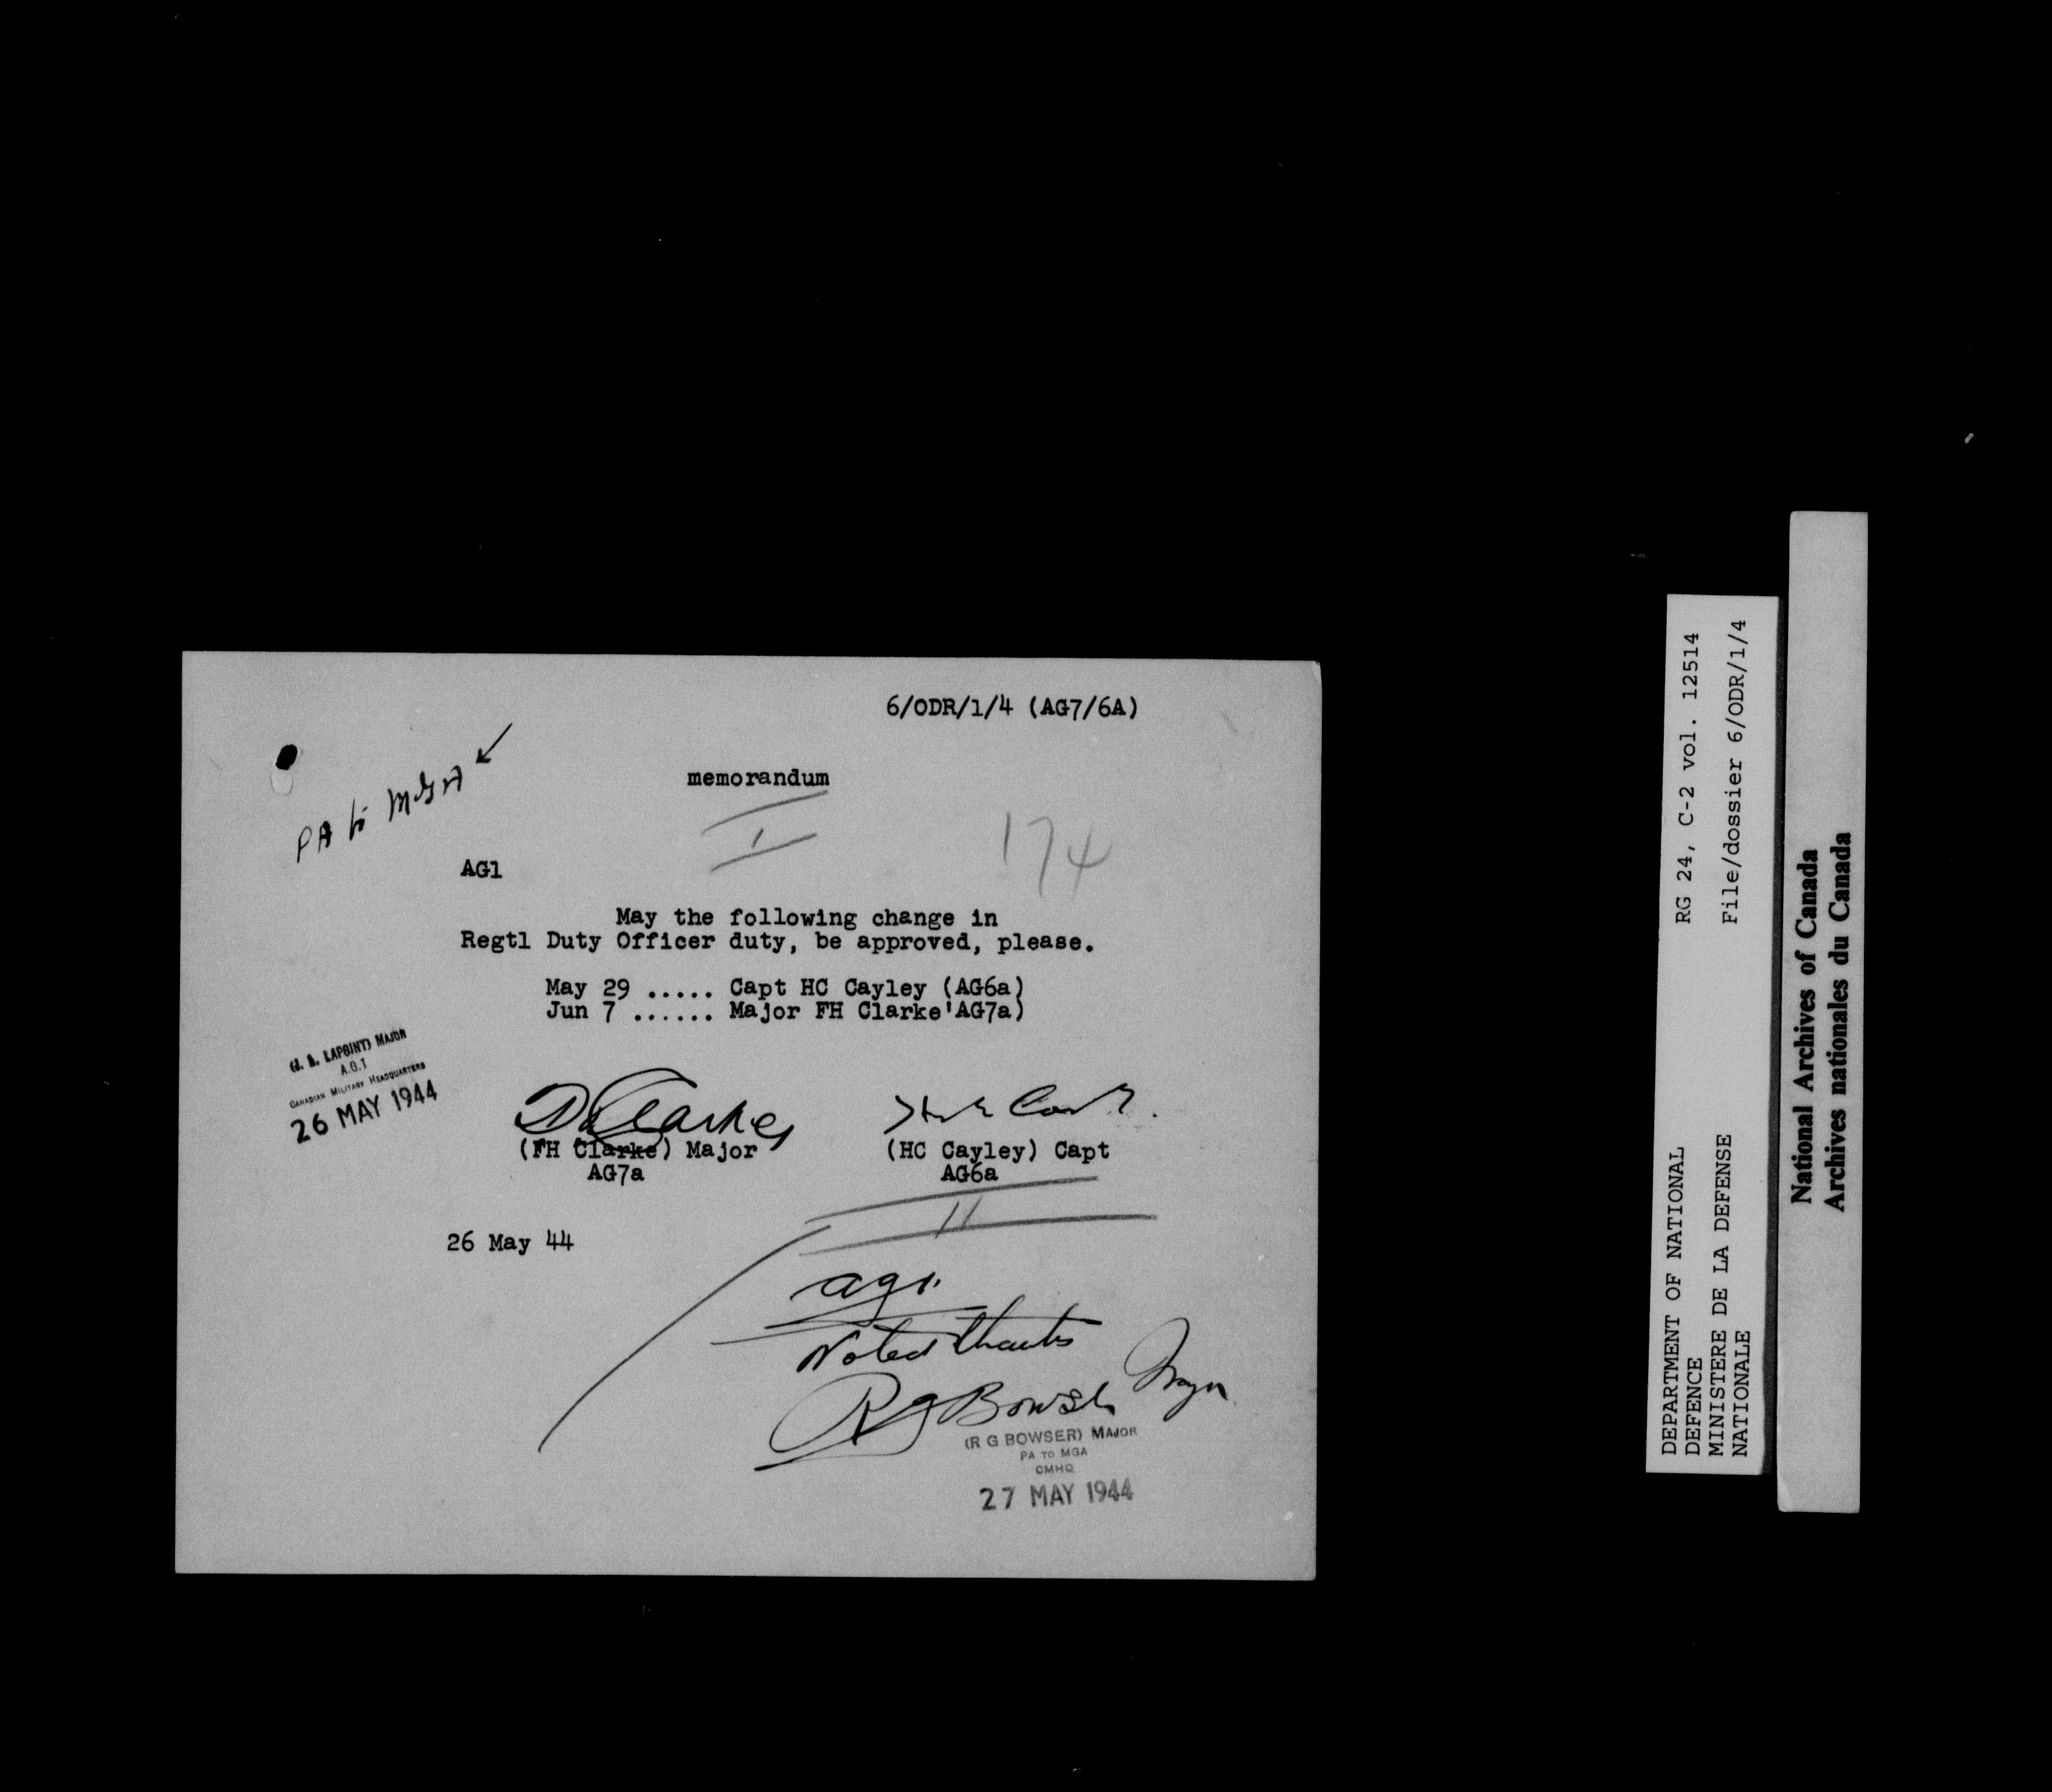 6/ODR/1/4 (AG7/6A)
PA to MGA
memorandum
I
174
AG1
May the following change in
Regtl Duty Officer duty, be approved, please.
May 29 ..... Capt HC Cayley (AG6a)
Jun 7 ...... Major FH Clarke'AG7a)
LAPOINT) MAJOR
A.G.1
CANADIAN MILITARY HEADQUARTERS
26 MAY 1944
(FH Clarke) Major
AG7a
(HC Cayley) Capt
AG6a
II
26 May 44
AG1.
Noted thanks
RG Bowser Major
(R G BOWSER) MAJOR
PA TO MGA
CMHQ
27 MAY 1944
RG 24, C-2 vol. 12514
File/dossier 6/ODR/1/4
DEPARTMENT OF NATIONAL
DEFENCE
MINISTERE DE LA DEFENSE
NATIONALE
National Archives of Canada
Archives nationales du Canada